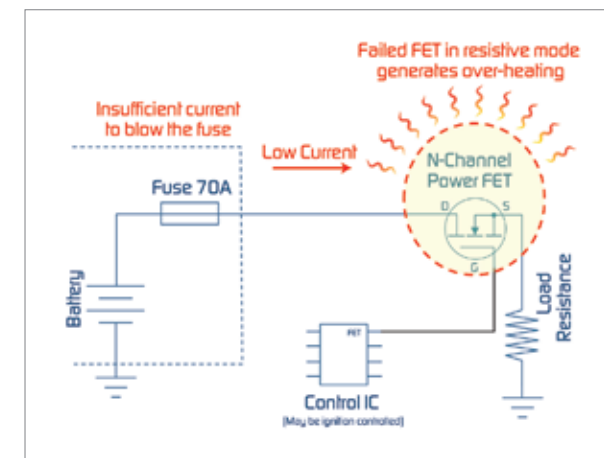 Failed FET in resistive mode
generates over-heating
Insufficient current
to blow the fuse
Low Current
N-Channel
Power FET
Fuse 70A
D
S
G
Battery
Load
Resistance
FET
Control IC
(May be ignition controlled)